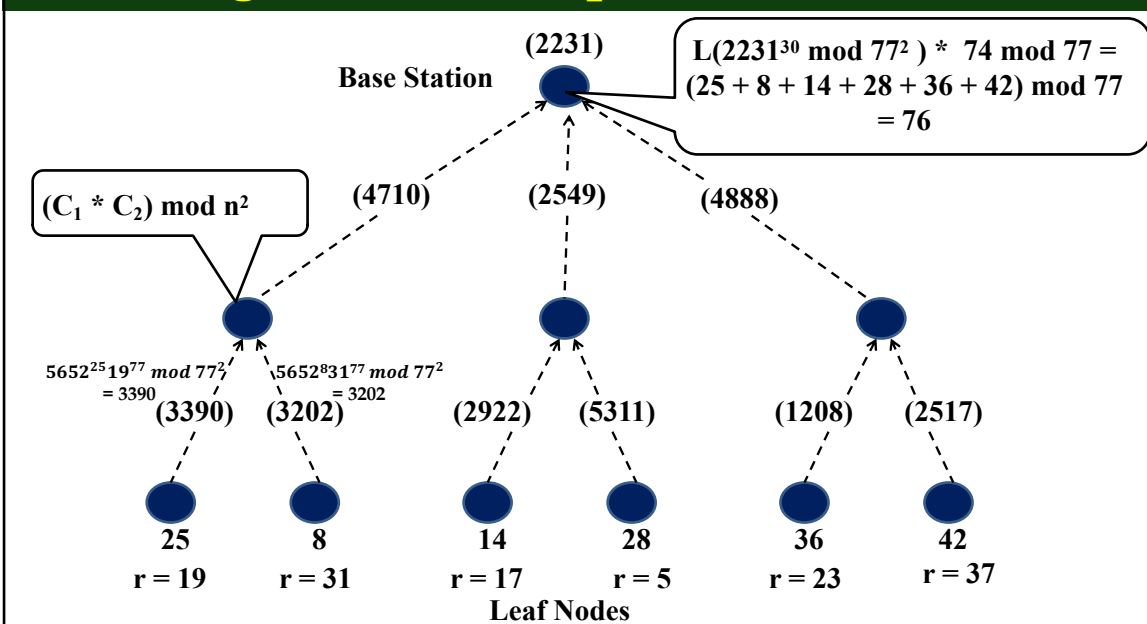 (2231)
Base Station
L(2231³⁰ mod 77² ) * 74 mod 77 =
(25 + 8 + 14 + 28 + 36 + 42) mod 77
= 76
(C₁ * C₂) mod n²
(4710)
(2549)
(4888)
5652²⁵19⁷⁷ mod 77²
= 3390
5652⁸31⁷⁷ mod 77²
= 3202
(3390)
(3202)
(2922)
(5311)
(1208)
(2517)
25
8
14
28
36
42
r = 19
r = 31
r = 17
r = 5
r = 23
r = 37
Leaf Nodes